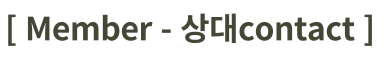 [ Member - 상대contact ]